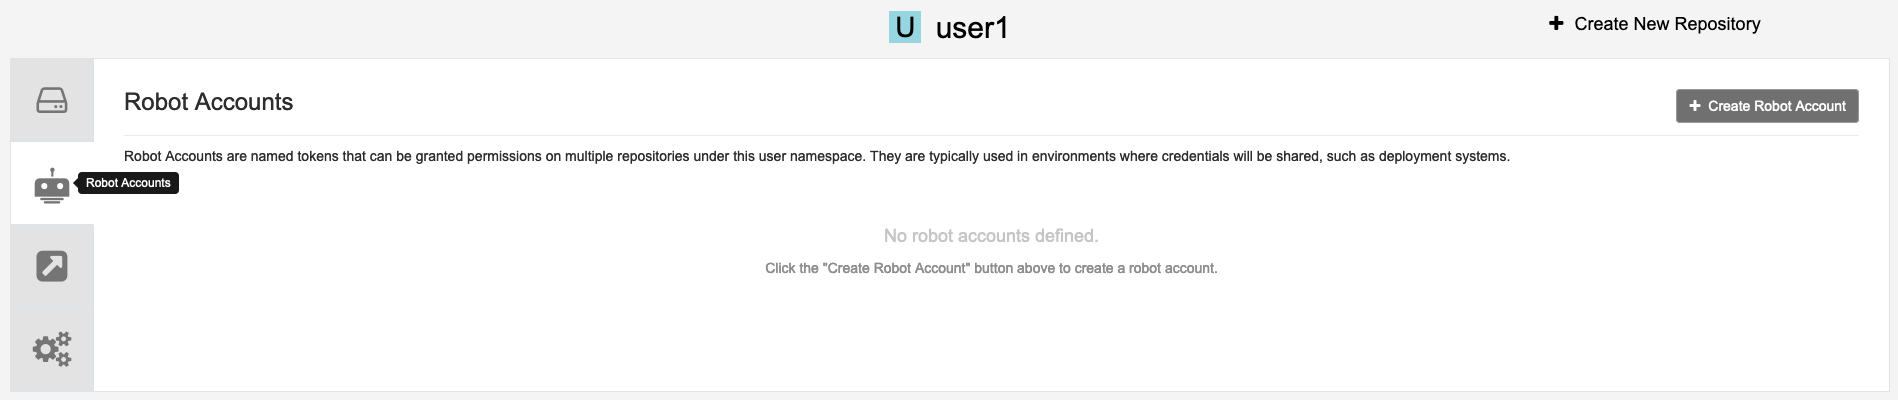 U user1
Create New Repository
Robot Accounts
Create Robot Account
Robot Accounts are named tokens that can be granted permissions on multiple repositories under this user namespace. They are typically used in environments where credentials will be shared, such as deployment systems.
Robot Accounts
No robot accounts defined.
Click the "Create Robot Account" button above to create a robot account.